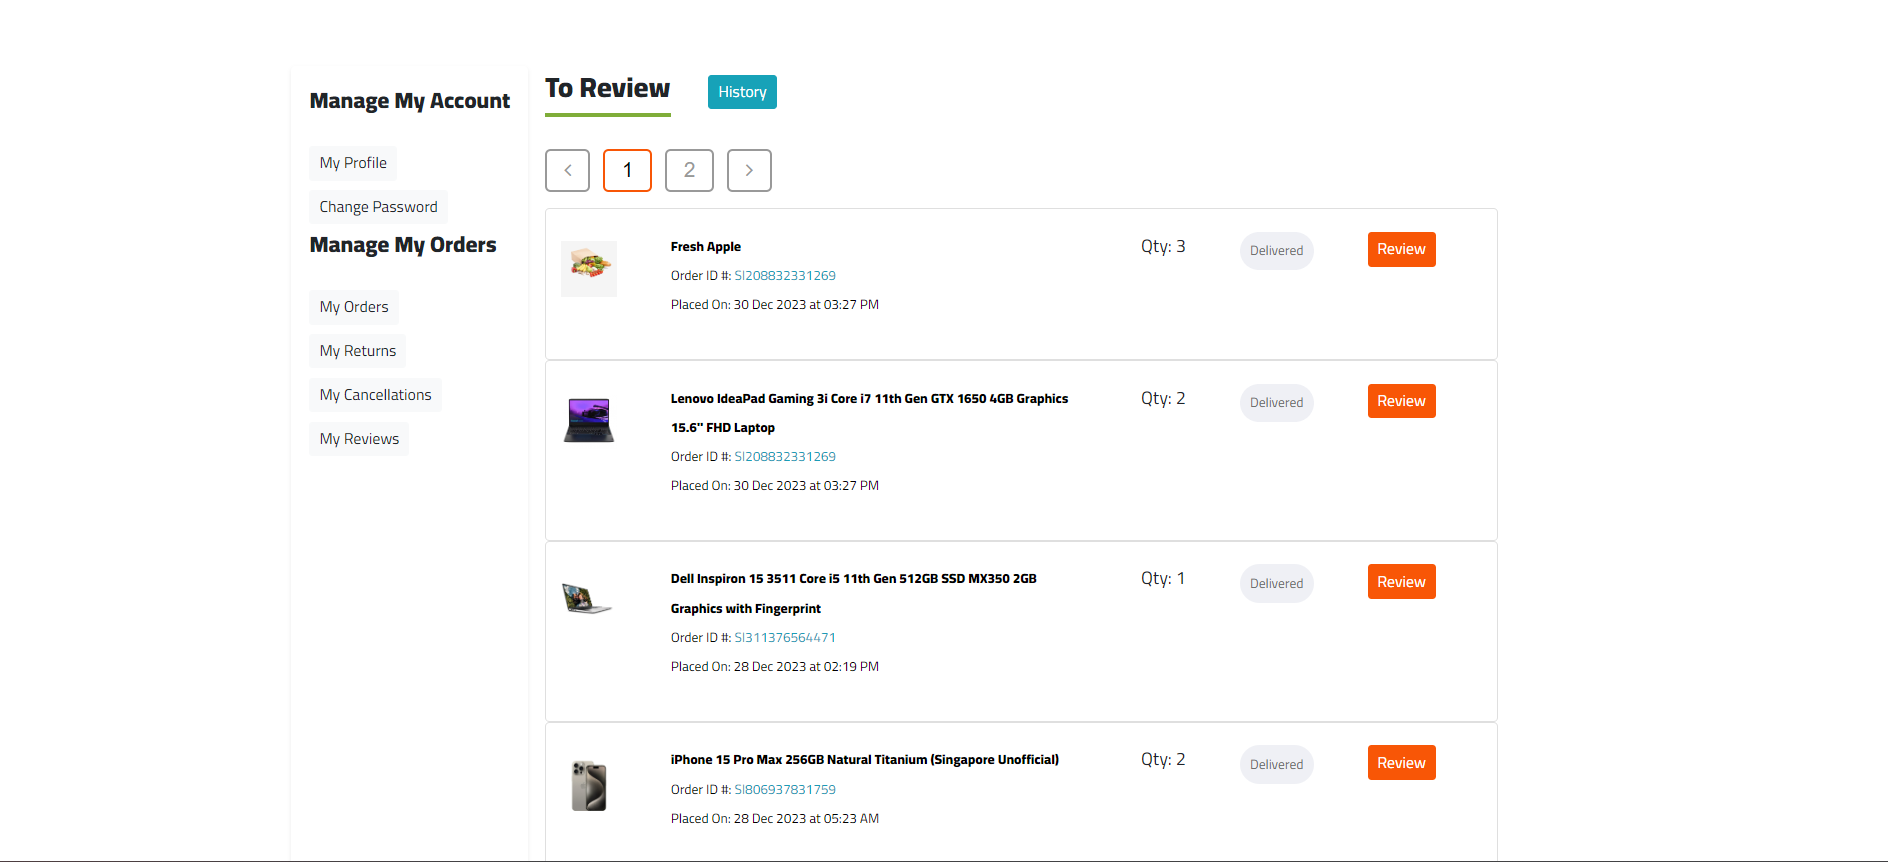 Manage My Account
My Profile
Change Password
Manage My Orders
My Orders
My Returns
My Cancellations
My Reviews
To Review
History
1
2
Fresh Apple
Order ID #: SI208832331269
Placed On: 30 Dec 2023 at 03:27 PM
Qty: 3
Delivered
Review
Lenovo IdeaPad Gaming 3i Core i7 11th Gen GTX 1650 4GB Graphics
15.6'' FHD Laptop
Order ID #: SI208832331269
Placed On: 30 Dec 2023 at 03:27 PM
Qty: 2
Delivered
Review
Dell Inspiron 15 3511 Core i5 11th Gen 512GB SSD MX350 2GB
Graphics with Fingerprint
Order ID #: SI311376564471
Placed On: 28 Dec 2023 at 02:19 PM
Qty: 1
Delivered
Review
iPhone 15 Pro Max 256GB Natural Titanium (Singapore Unofficial)
Order ID #: SI806937831759
Placed On: 28 Dec 2023 at 05:23 AM
Qty: 2
Delivered
Review